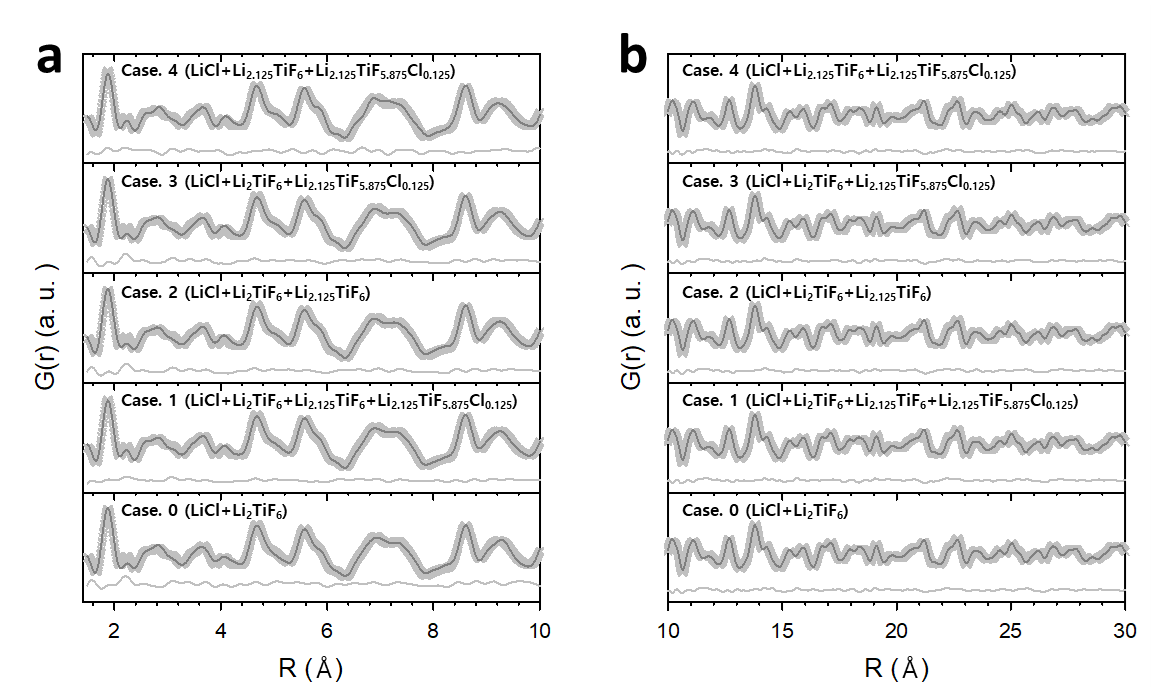 a
b
Case. 4 (LiCl+Li₂.₁₂₅TiF₆+Li₂.₁₂₅TiF₅.₈₇₅Cl₀.₁₂₅)
Case. 3 (LiCl+Li₂TiF₆+Li₂.₁₂₅TiF₅.₈₇₅Cl₀.₁₂₅)
Case. 2 (LiCl+Li₂TiF₆+Li₂.₁₂₅TiF₆)
Case. 1 (LiCl+Li₂TiF₆+Li₂.₁₂₅TiF₆+Li₂.₁₂₅TiF₅.₈₇₅Cl₀.₁₂₅)
Case. 0 (LiCl+Li₂TiF₆)
G(r) (a. u. )
2 4 6 8 10
R (Å)
Case. 4 (LiCl+Li₂.₁₂₅TiF₆+Li₂.₁₂₅TiF₅.₈₇₅Cl₀.₁₂₅)
Case. 3 (LiCl+Li₂TiF₆+Li₂.₁₂₅TiF₅.₈₇₅Cl₀.₁₂₅)
Case. 2 (LiCl+Li₂TiF₆+Li₂.₁₂₅TiF₆)
Case. 1 (LiCl+Li₂TiF₆+Li₂.₁₂₅TiF₆+Li₂.₁₂₅TiF₅.₈₇₅Cl₀.₁₂₅)
Case. 0 (LiCl+Li₂TiF₆)
G(r) (a. u. )
10 15 20 25 30
R (Å)